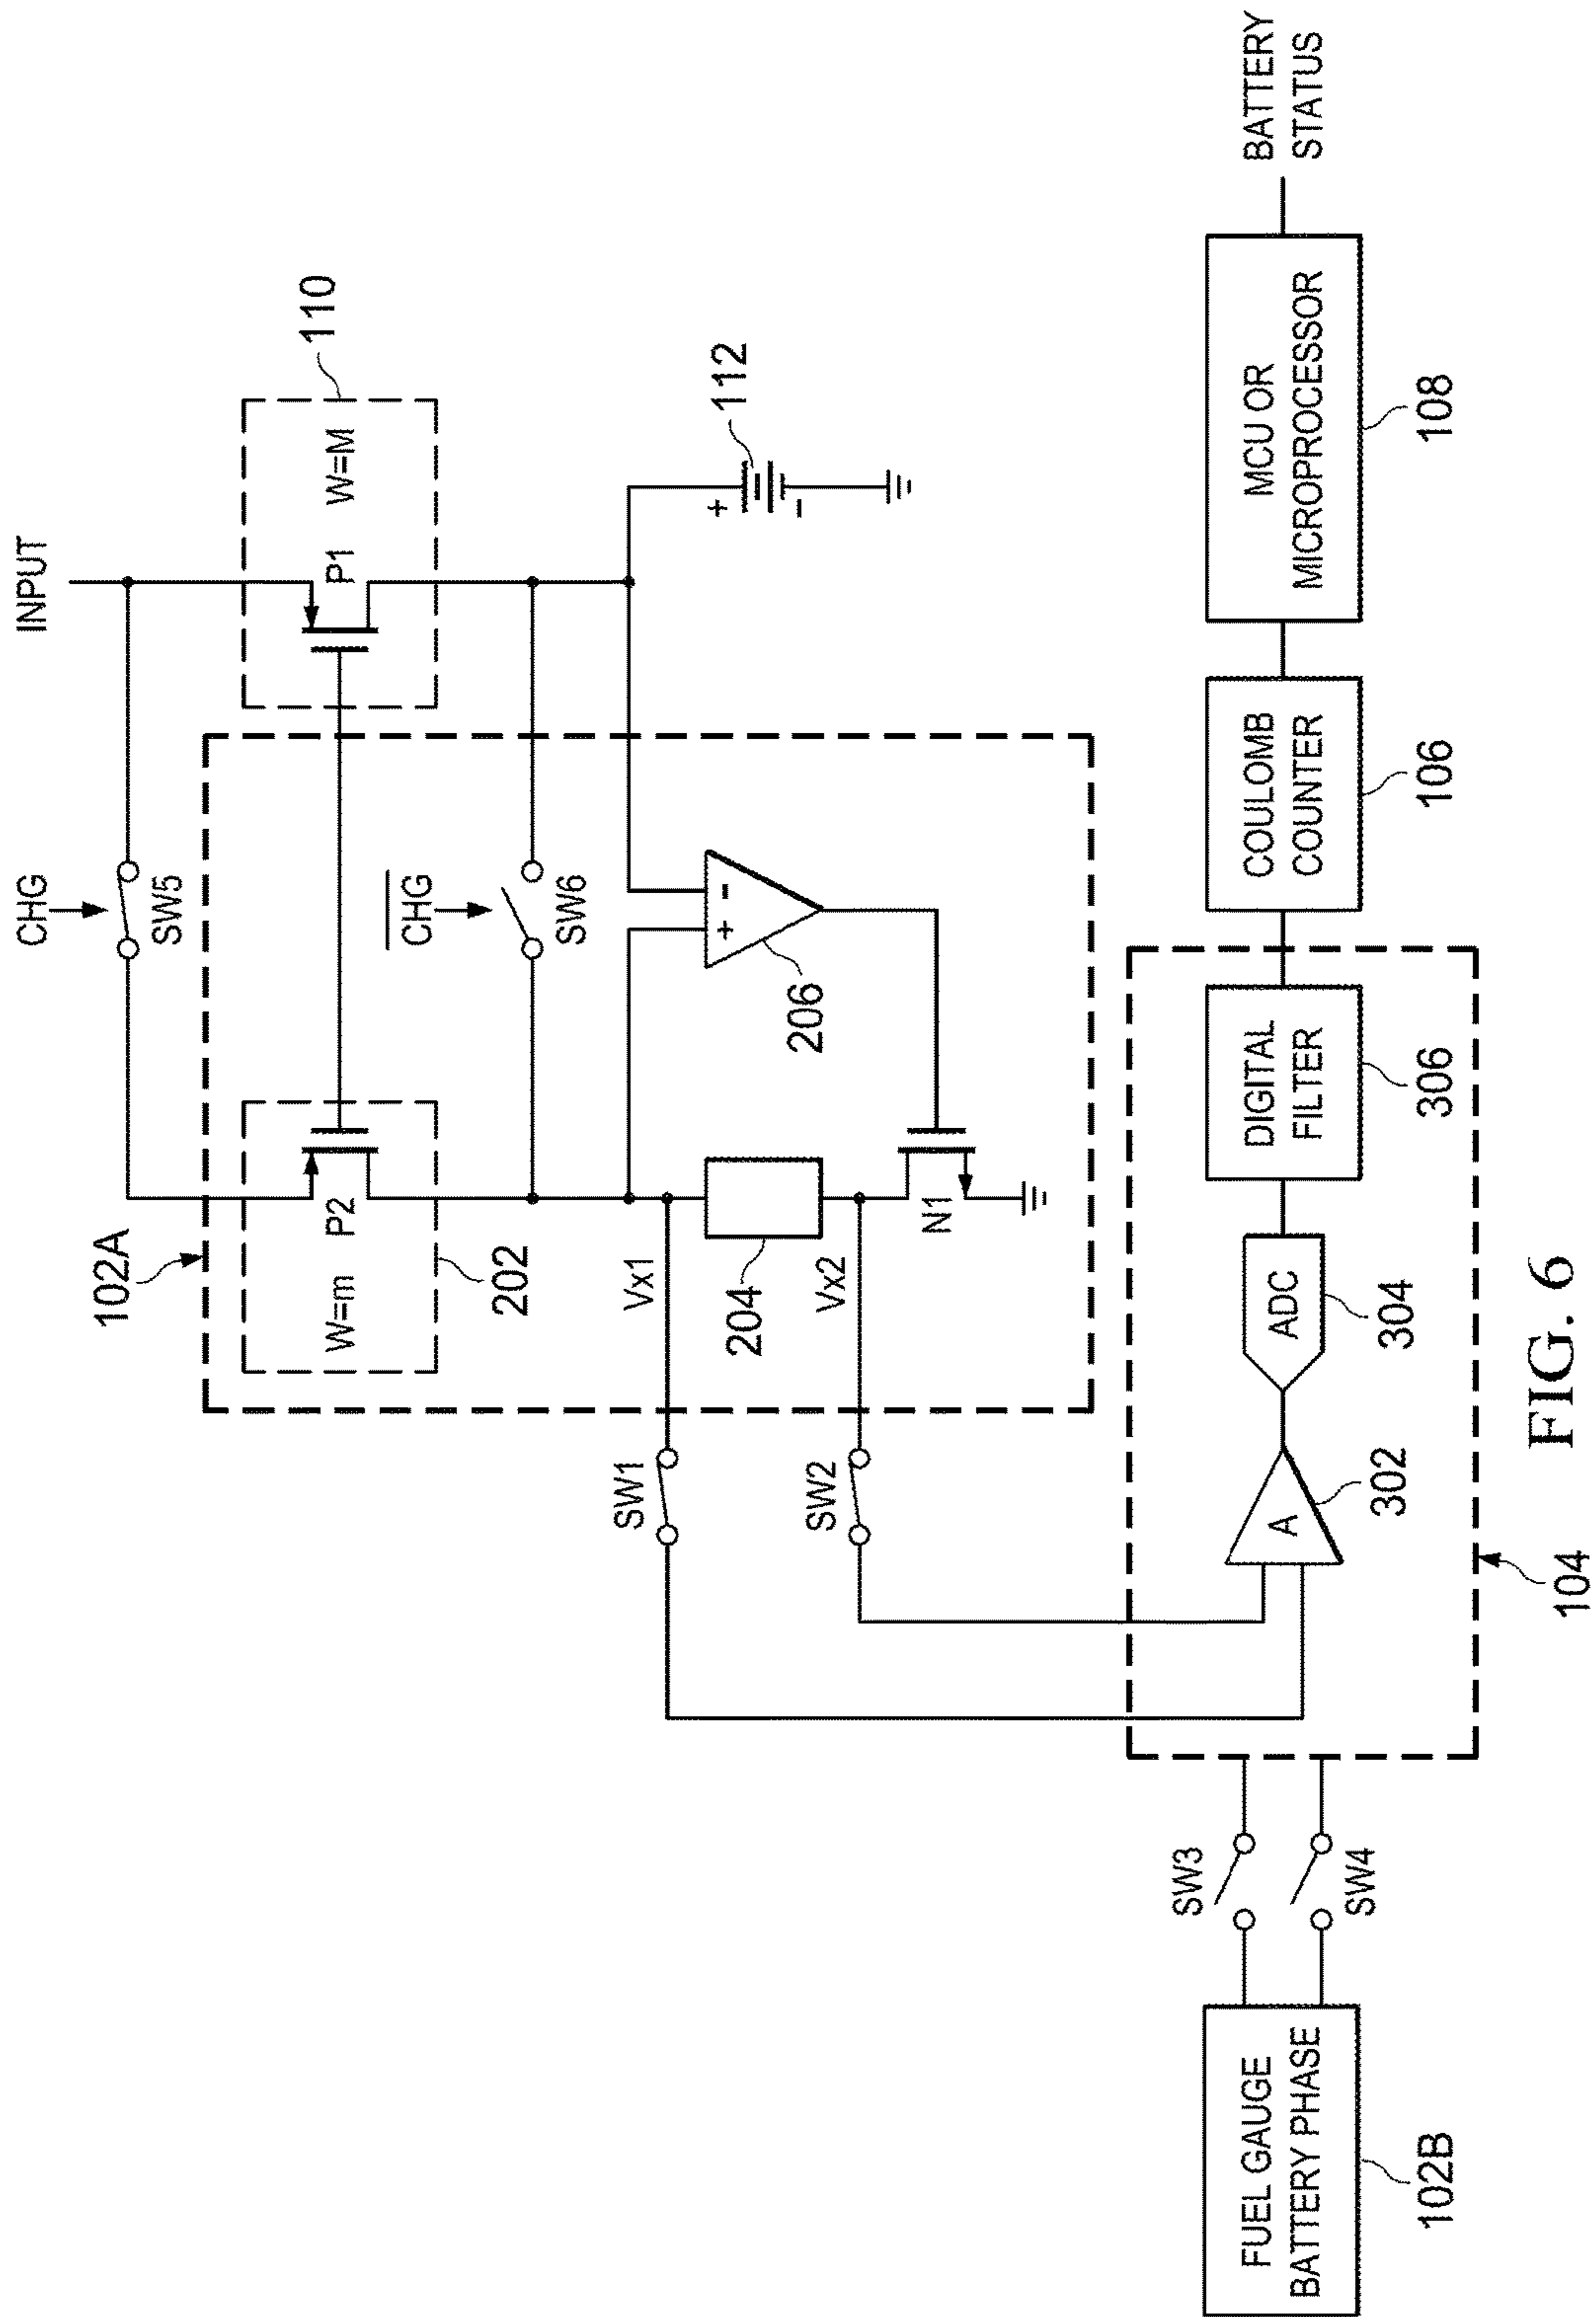 INPUT
CHG
SW5
110
W=M
P1
102A
P2
W=m
202
CHG
SW6
112
+
-
Vx1
+
-
206
204
Vx2
N1
SW1
SW2
BATTERY
STATUS
MCU OR
MICROPROCESSOR
108
COULOMB
COUNTER
106
DIGITAL
FILTER
306
ADC
304
A
302
104
SW3
SW4
FUEL GAUGE
BATTERY PHASE
102B
FIG. 6